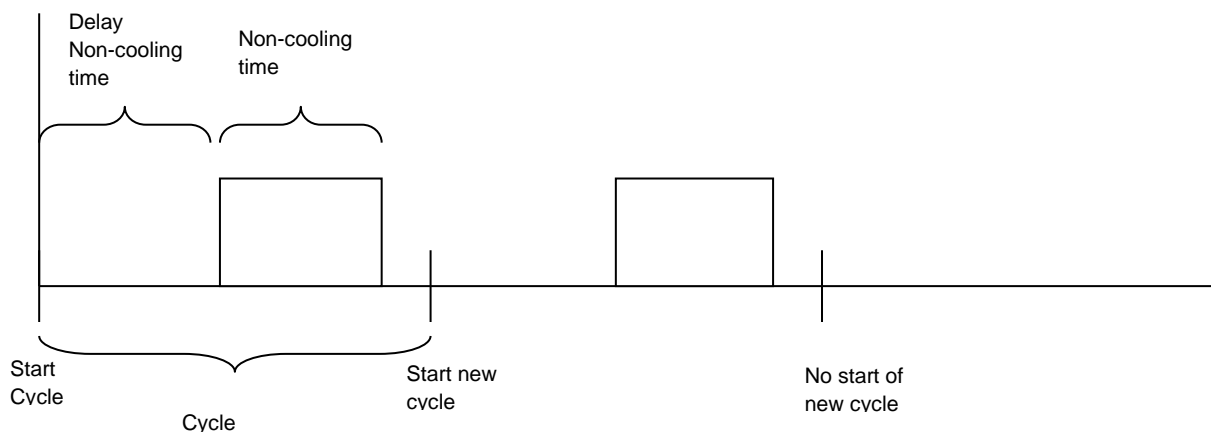 Delay
Non-cooling
time
Non-cooling
time
Start
Cycle
Cycle
Start new
cycle
No start of
new cycle